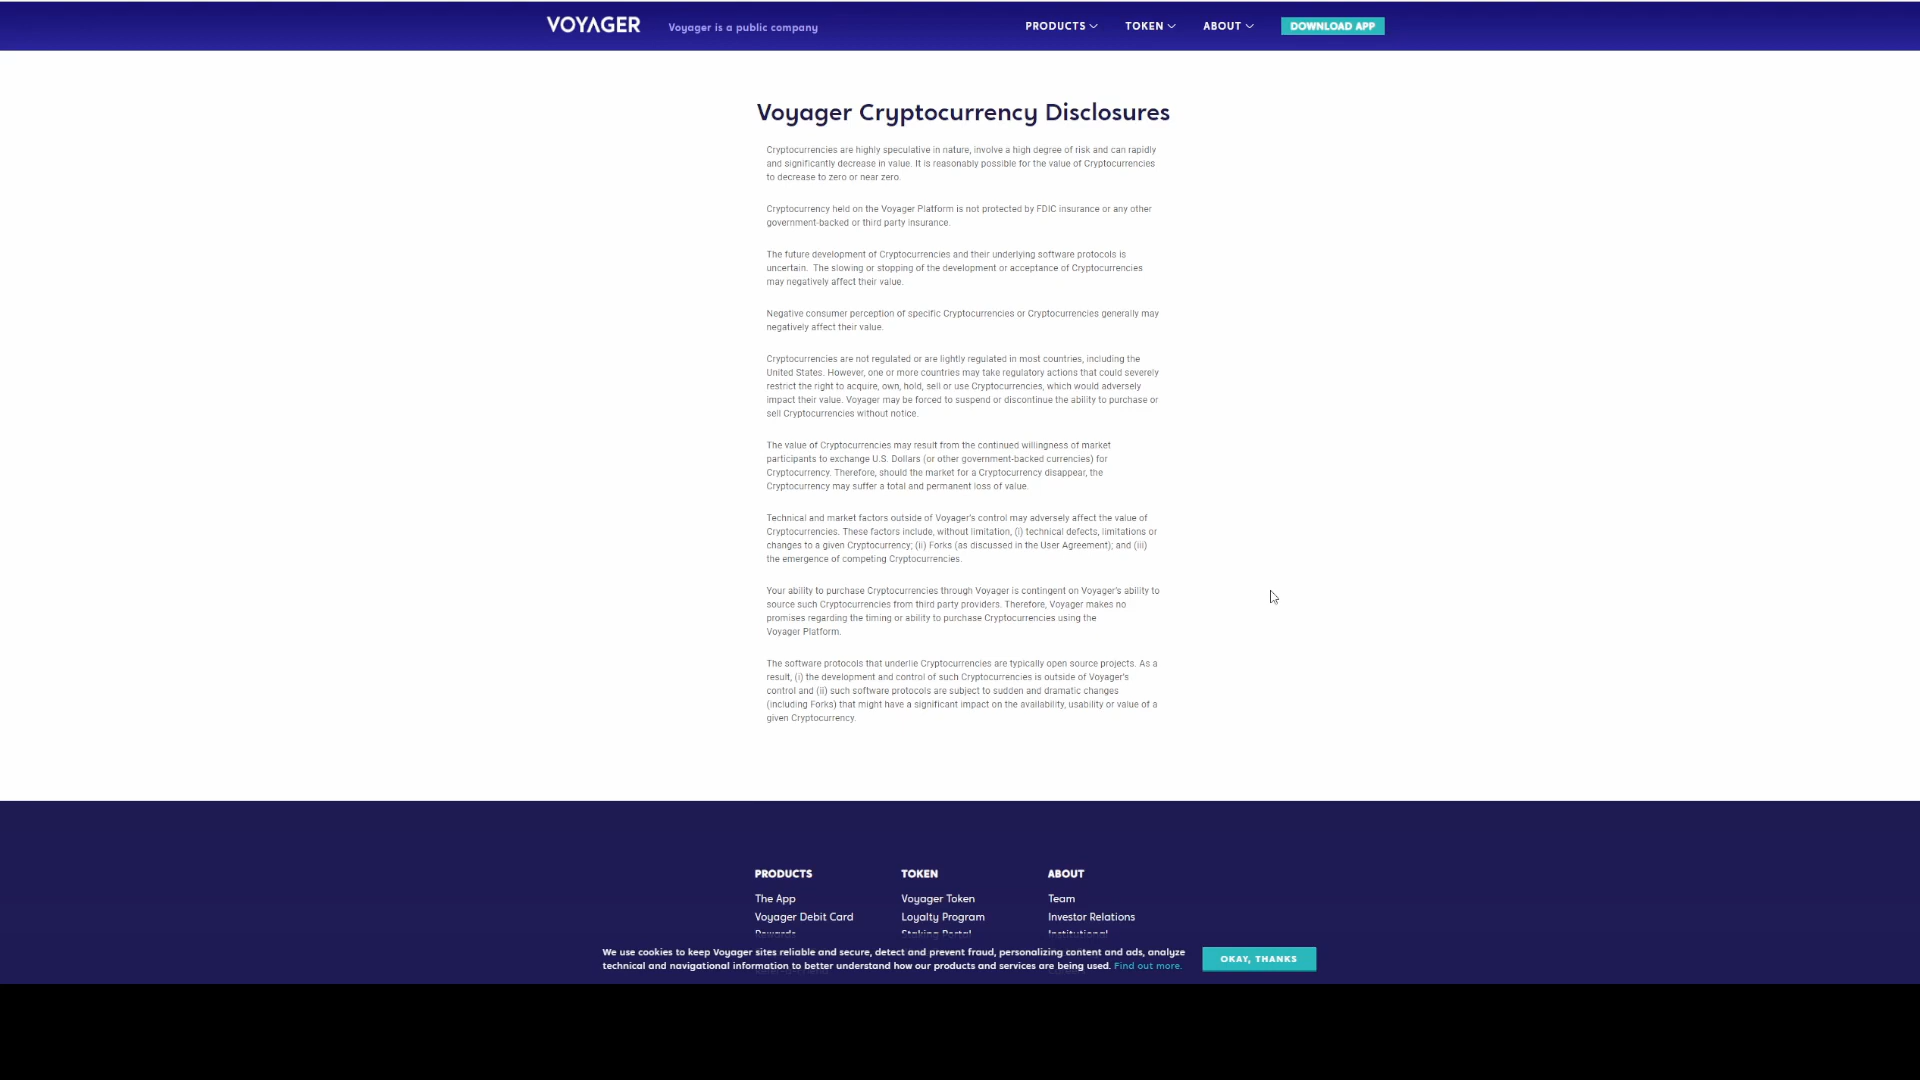 VOYAGER
Voyager is a public company
PRODUCTS
TOKEN
ABOUT
DOWNLOAD APP
Voyager Cryptocurrency Disclosures
Cryptocurrencies are highly speculative in nature, involve a high degree of risk and can rapidly
and significantly decrease in value. It is reasonably possible for the value of Cryptocurrencies
to decrease to zero or near zero.
Cryptocurrency held on the Voyager Platform is not protected by FDIC insurance or any other
government-backed or third party insurance.
The future development of Cryptocurrencies and their underlying software protocols is
uncertain. The slowing or stopping of the development or acceptance of Cryptocurrencies
may negatively affect their value.
Negative consumer perception of specific Cryptocurrencies or Cryptocurrencies generally may
negatively affect their value.
Cryptocurrencies are not regulated or are lightly regulated in most countries, including the
United States. However, one or more countries may take regulatory actions that could severely
restrict the right to acquire, own, hold, sell or use Cryptocurrencies, which would adversely
impact their value. Voyager may be forced to suspend or discontinue the ability to purchase or
sell Cryptocurrencies without notice.
The value of Cryptocurrencies may result from the continued willingness of market
participants to exchange U.S. Dollars (or other government-backed currencies) for
Cryptocurrency. Therefore, should the market for a Cryptocurrency disappear, the
Cryptocurrency may suffer a total and permanent loss of value.
Technical and market factors outside of Voyager's control may adversely affect the value of
Cryptocurrencies. These factors include, without limitation, (i) technical defects, limitations or
changes to a given Cryptocurrency; (ii) Forks (as discussed in the User Agreement); and (iii)
the emergence of competing Cryptocurrencies.
Your ability to purchase Cryptocurrencies through Voyager is contingent on Voyager's ability to
source such Cryptocurrencies from third party providers. Therefore, Voyager makes no
promises regarding the timing or ability to purchase Cryptocurrencies using the
Voyager Platform.
The software protocols that underlie Cryptocurrencies are typically open source projects. As a
result, (i) the development and control of such Cryptocurrencies is outside of Voyager's
control and (ii) such software protocols are subject to sudden and dramatic changes
(including Forks) that might have a significant impact on the availability, usability or value of a
given Cryptocurrency.
PRODUCTS
The App
Voyager Debit Card
Rewards
TOKEN
Voyager Token
Loyalty Program
Staking Portal
ABOUT
Team
Investor Relations
Institutional
We use cookies to keep Voyager sites reliable and secure, detect and prevent fraud, personalizing content and ads, analyze
technical and navigational information to better understand how our products and services are being used. Find out more.
OKAY, THANKS